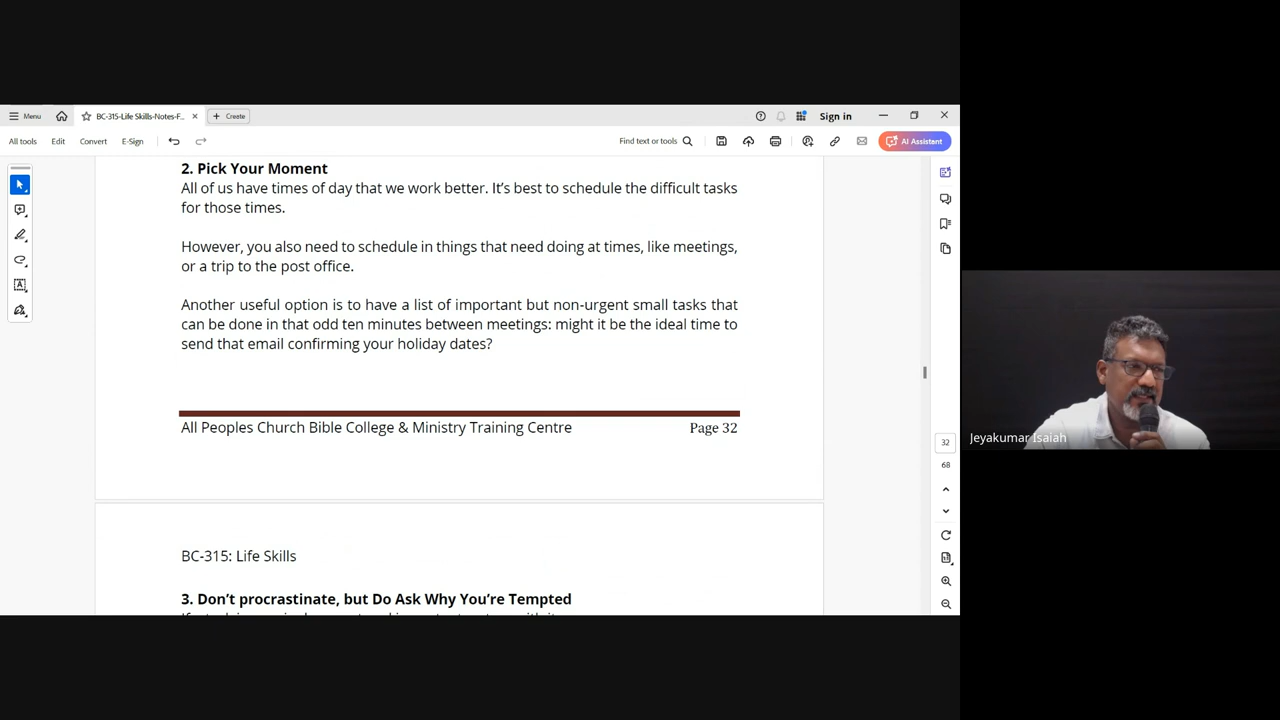 Menu
BC-315-Life Skills-Notes-F...
Create
Sign in
All tools
Edit
Convert
E-Sign
Find text or tools
AI Assistant
2. Pick Your Moment
All of us have times of day that we work better. It’s best to schedule the difficult tasks
for those times.
However, you also need to schedule in things that need doing at times, like meetings,
or a trip to the post office.
Another useful option is to have a list of important but non-urgent small tasks that
can be done in that odd ten minutes between meetings: might it be the ideal time to
send that email confirming your holiday dates?
All Peoples Church Bible College & Ministry Training Centre Page 32
32
68
Jeyakumar Isaiah
BC-315: Life Skills
3. Don’t procrastinate, but Do Ask Why You’re Tempted